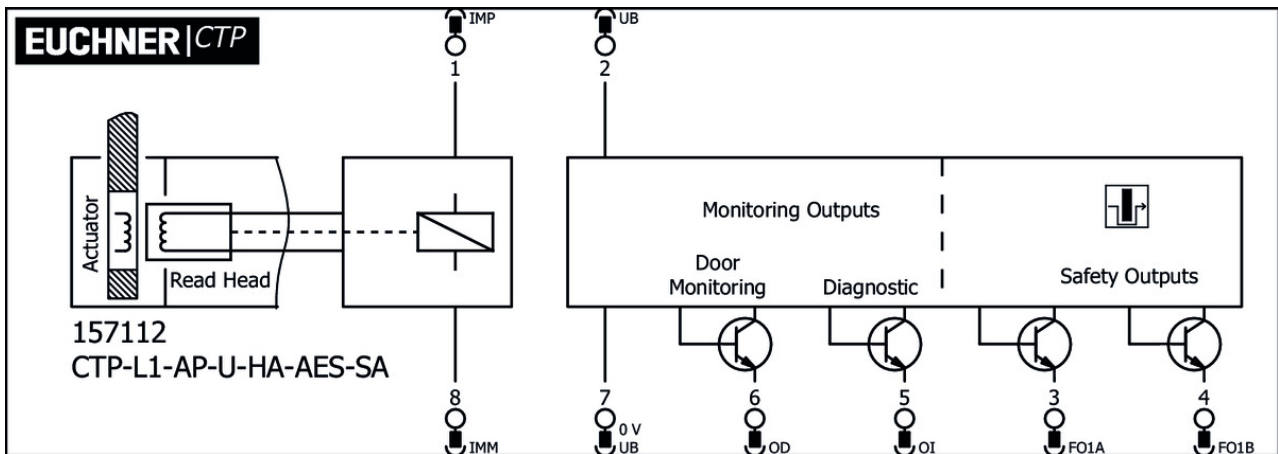 EUCHNER|CTP
IMP
UB
1
2
Actuator
Read Head
Monitoring Outputs
Door
Monitoring
Diagnostic
Safety Outputs
157112
CTP-L1-AP-U-HA-AES-SA
8
7
6
5
3
4
IMM
0 V
UB
OD
OI
FO1A
FO1B